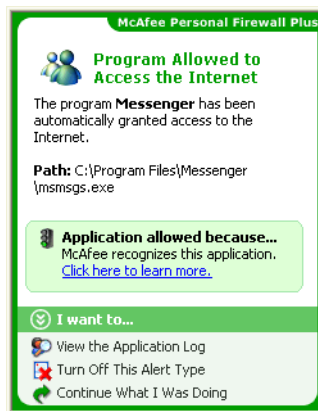 McAfee Personal Firewall Plus
Program Allowed to
Access the Internet
The program Messenger has been
automatically granted access to the
Internet.
Path: C:\Program Files\Messenger
\msmsgs.exe
Application allowed because...
McAfee recognizes this application.
Click here to learn more.
I want to...
View the Application Log
Turn Off This Alert Type
Continue What I Was Doing